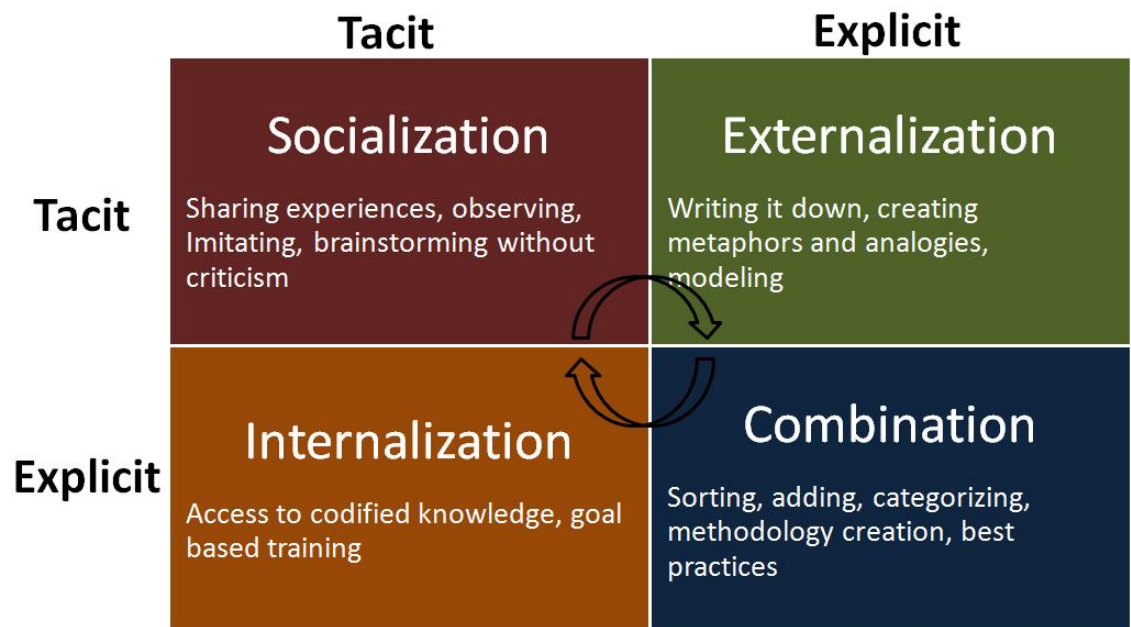 Tacit
Explicit
Tacit
Socialization
Sharing experiences, observing,
Imitating, brainstorming without
criticism
Externalization
Writing it down, creating
metaphors and analogies,
modeling
Explicit
Internalization
Access to codified knowledge, goal
based training
Combination
Sorting, adding, categorizing,
methodology creation, best
practices